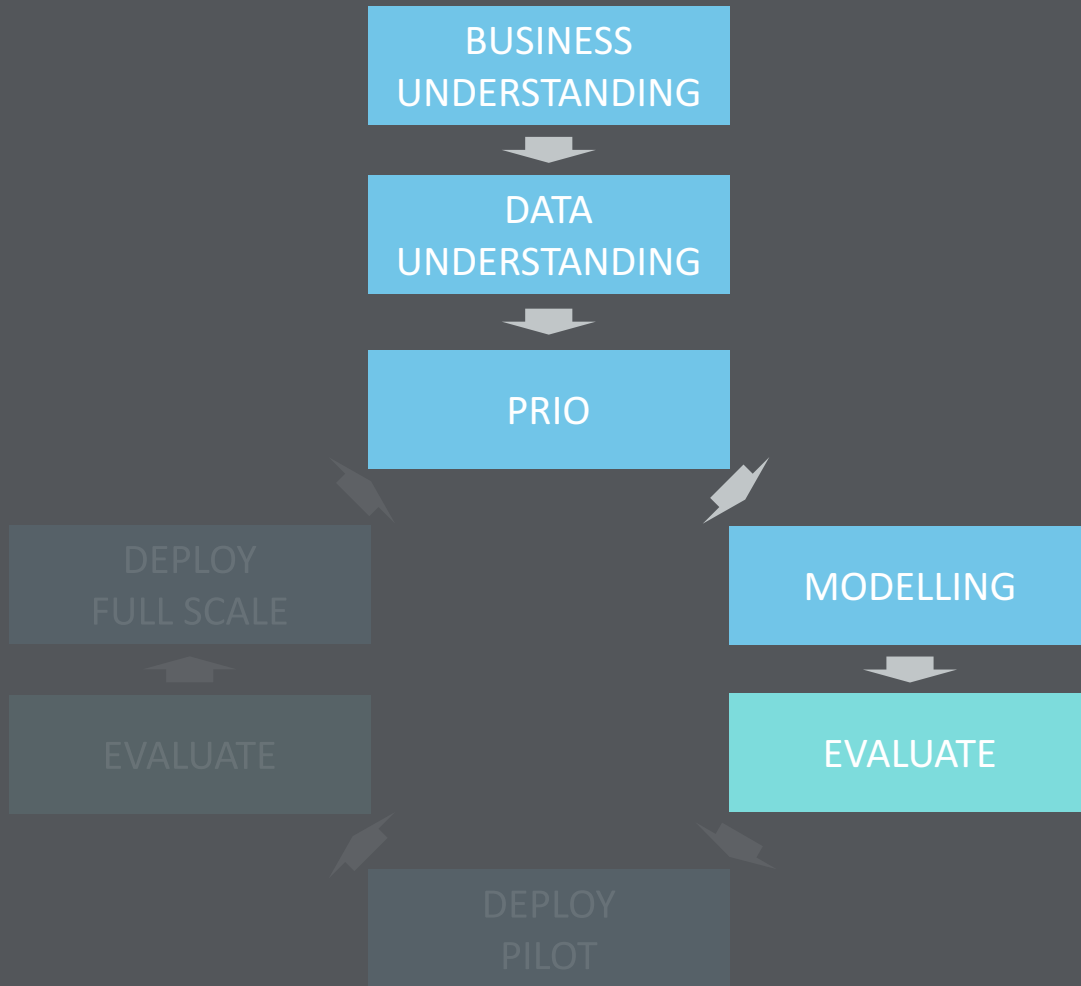 BUSINESS
UNDERSTANDING
DATA
UNDERSTANDING
PRIO
MODELLING
EVALUATE
DEPLOY
PILOT
EVALUATE
DEPLOY
FULL SCALE